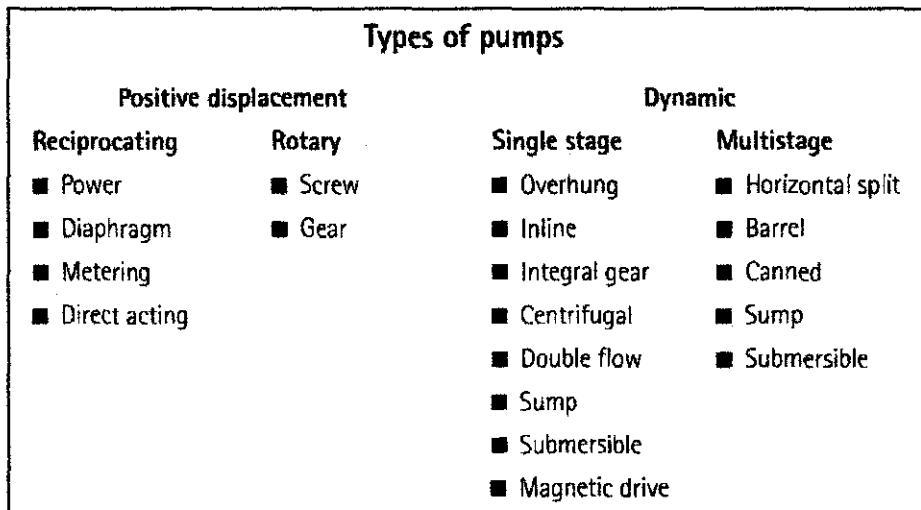 Types of pumps
Positive displacement
Dynamic
Reciprocating
■ Power
■ Diaphragm
■ Metering
■ Direct acting
Rotary
■ Screw
■ Gear
Single stage
■ Overhung
■ Inline
■ Integral gear
■ Centrifugal
■ Double flow
■ Sump
■ Submersible
■ Magnetic drive
Multistage
■ Horizontal split
■ Barrel
■ Canned
■ Sump
■ Submersible